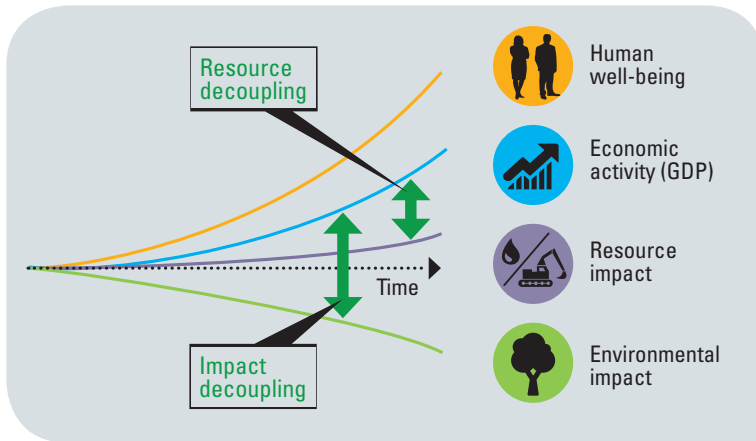 Resource
decoupling
Time
Impact
decoupling
Human
well-being
Economic
activity (GDP)
Resource
impact
Environmental
impact